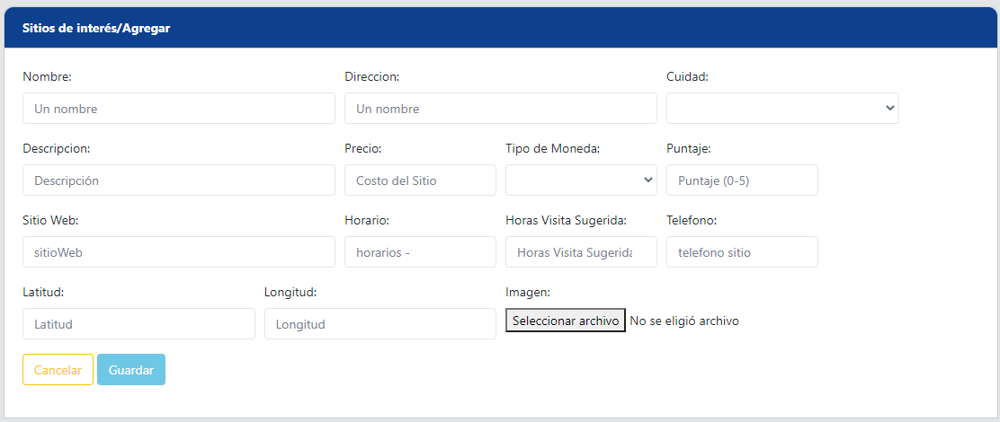 Sitios de interés/Agregar
Nombre: Direccion: Cuidad:
Un nombre Un nombre
Descripcion: Precio: Tipo de Moneda: Puntaje:
Descripción Costo del Sitio Puntaje (0-5)
Sitio Web: Horario: Horas Visita Sugerida: Telefono:
sitioWeb horarios - Horas Visita Sugerida telefono sitio
Latitud: Longitud: Imagen:
Latitud Longitud Seleccionar archivo No se eligió archivo
Cancelar Guardar